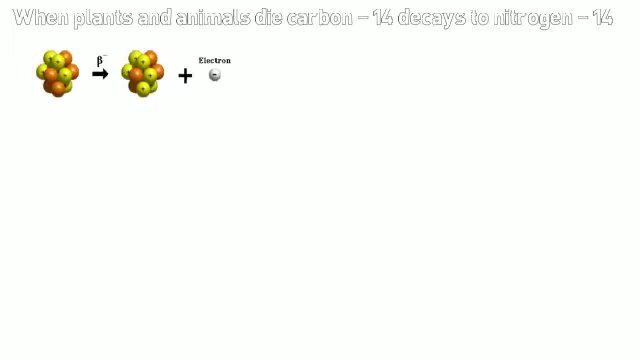 When plants and animals die carbon – 14 decays to nitrogen – 14
β⁻
Electron